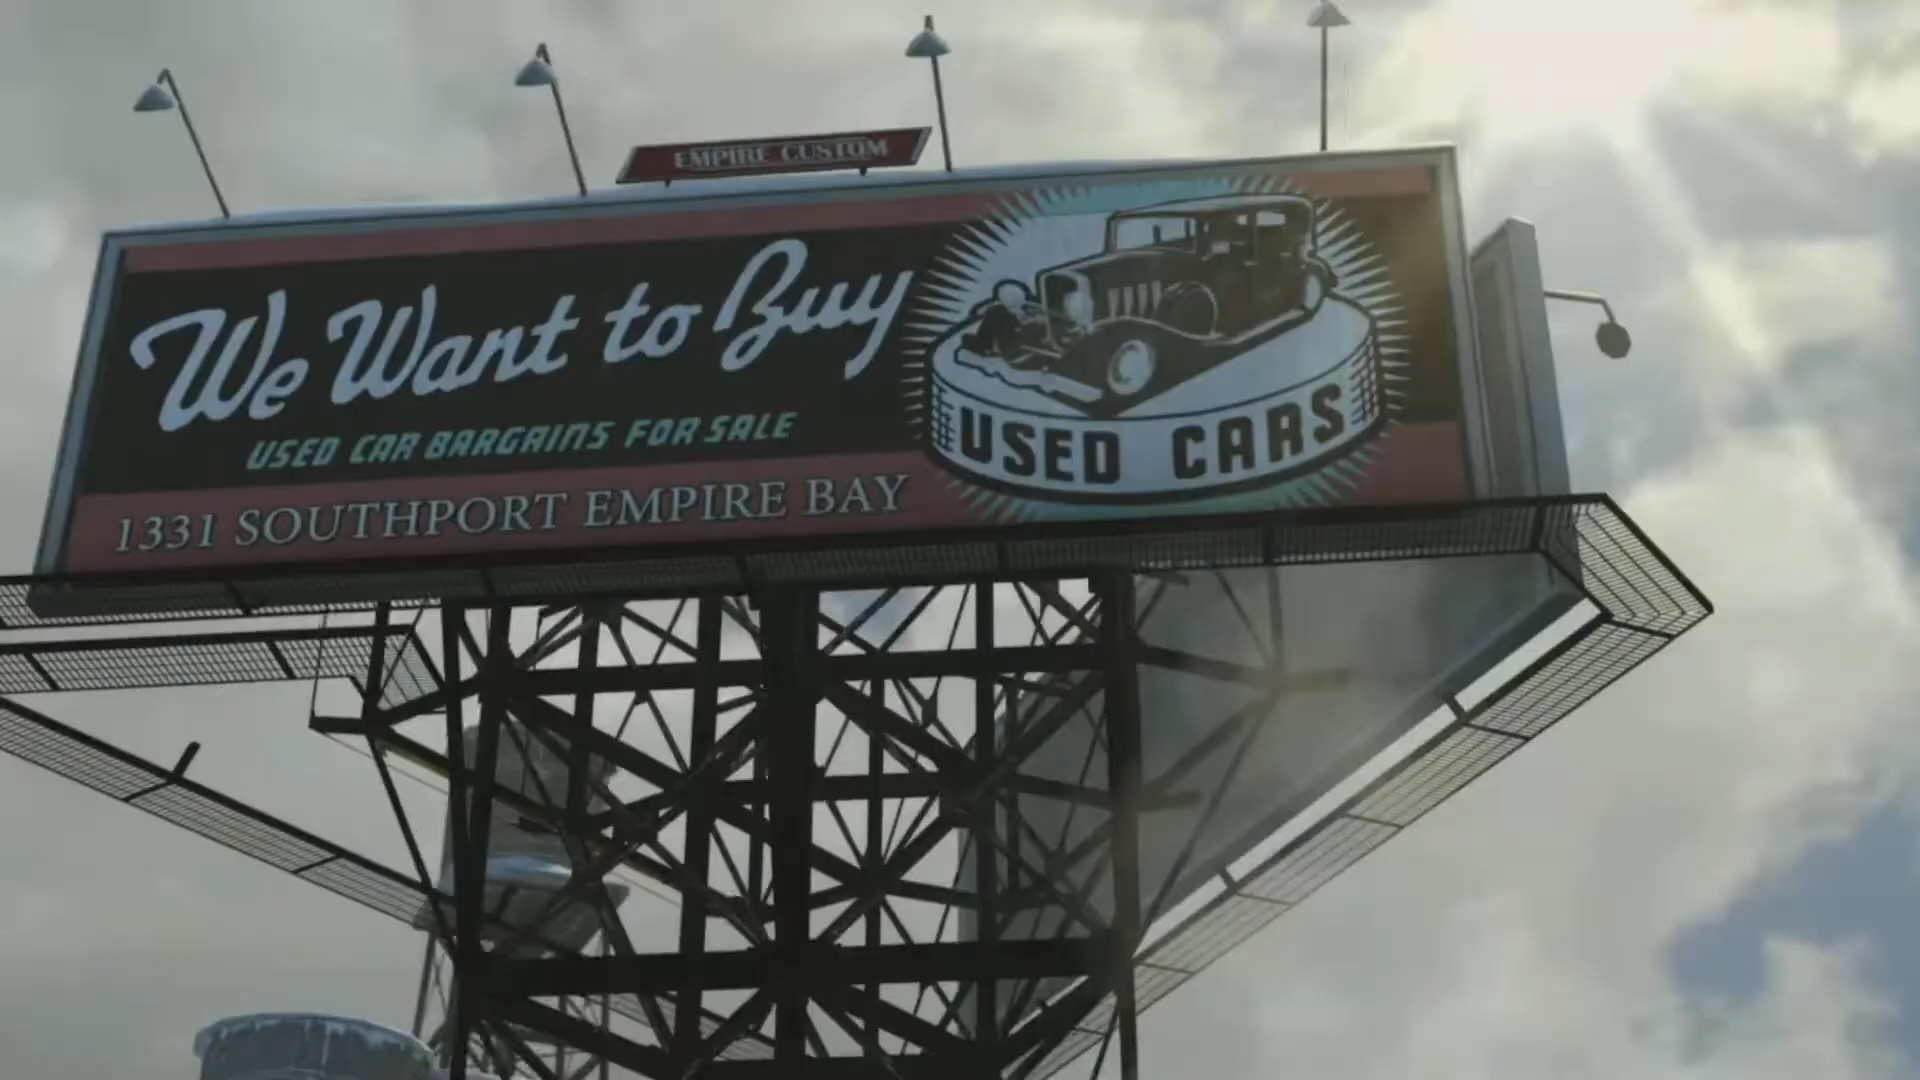 EMPIRE CUSTOM
We Want to Buy
USED CAR BARGAINS FOR SALE
1331 SOUTHPORT EMPIRE BAY
USED CARS